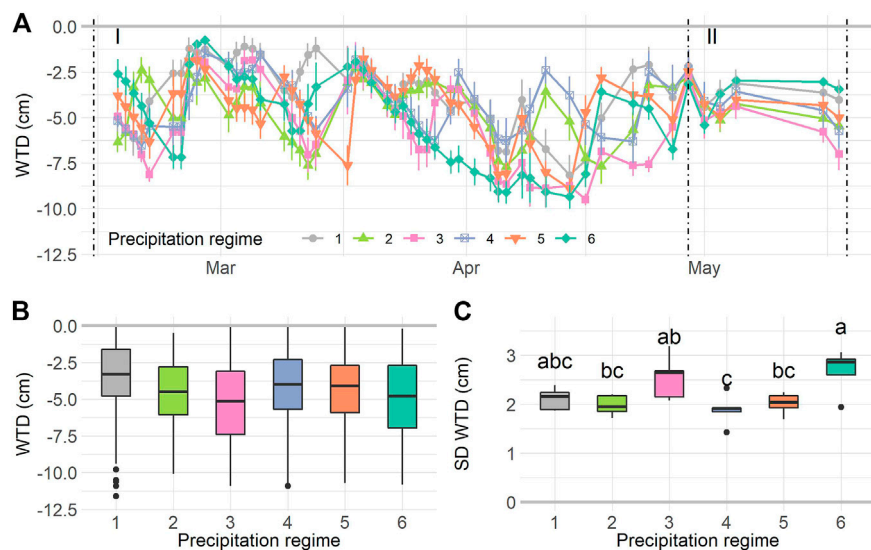 A
I
II
0.0
-2.5
-5.0
-7.5
-10.0
-12.5
WTD (cm)
Precipitation regime 1 2 3 4 5 6
Mar Apr May
B
0.0
-2.5
-5.0
-7.5
-10.0
-12.5
WTD (cm)
1 2 3 4 5 6
Precipitation regime
C
abc bc ab c bc a
3
2
1
0
SD WTD (cm)
1 2 3 4 5 6
Precipitation regime